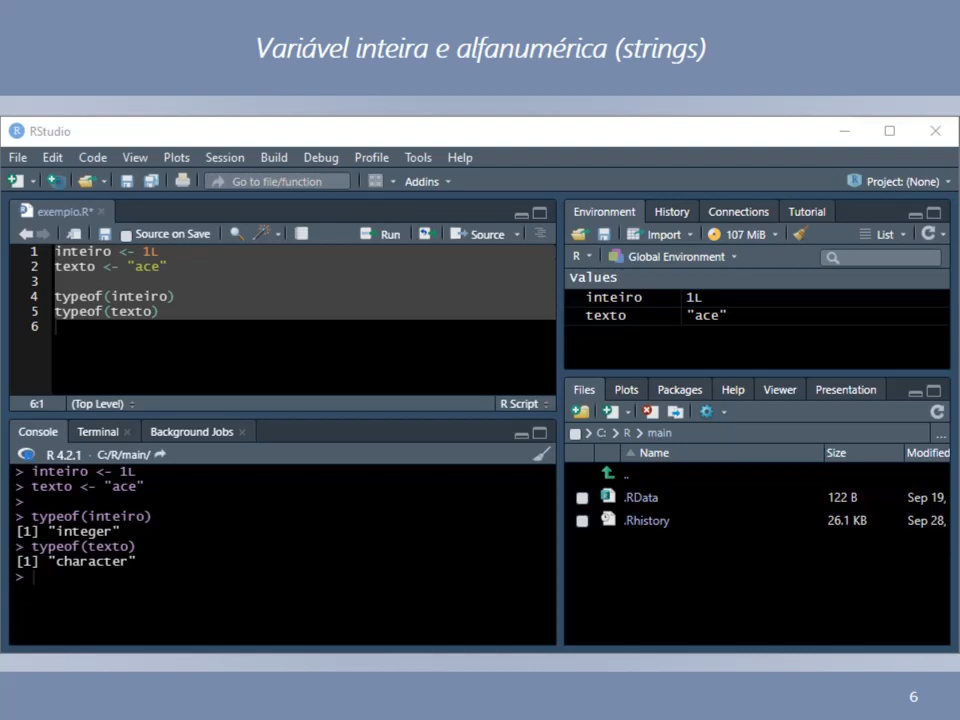 Variável inteira e alfanumérica (strings)
RStudio
File Edit Code View Plots Session Build Debug Profile Tools Help
Go to file/function Addins Project: (None)
exemplo.R*
Source on Save Run Source
1 inteiro <- 1L
2 texto <- "ace"
3
4 typeof(inteiro)
5 typeof(texto)
6
6:1 (Top Level) R Script
Console Terminal Background Jobs
R 4.2.1 · C:/R/main/
> inteiro <- 1L
> texto <- "ace"
>
> typeof(inteiro)
[1] "integer"
> typeof(texto)
[1] "character"
>
Environment History Connections Tutorial
Import 107 MiB List
R Global Environment
Values
inteiro 1L
texto "ace"
Files Plots Packages Help Viewer Presentation
C: R main ...
Name Size Modified
..
.RData 122 B Sep 19,
.Rhistory 26.1 KB Sep 28,
6